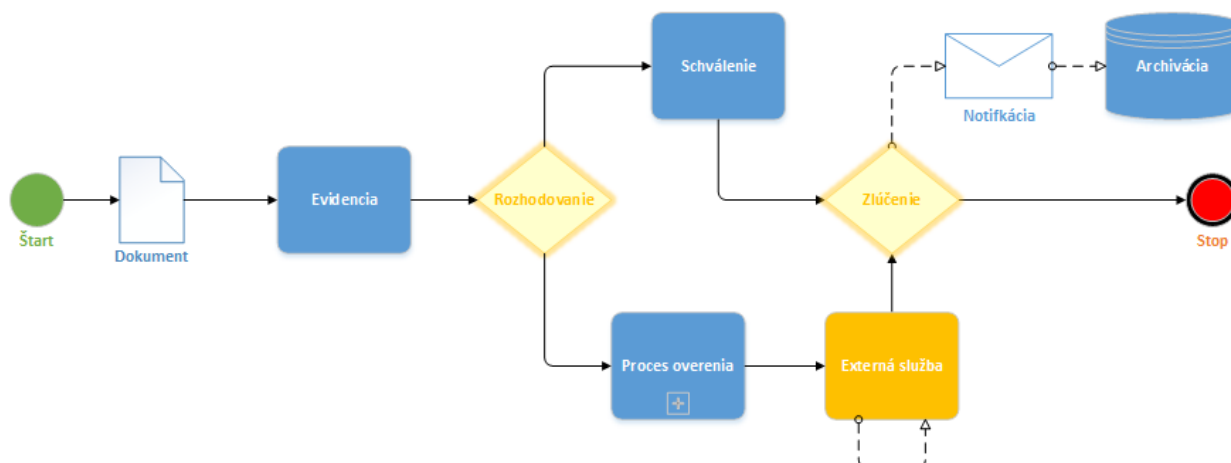 Schválenie
Archivácia
Notifkácia
Evidencia
Rozhodovanie
Zlúčenie
Štart
Dokument
Stop
Proces overenia
Externá služba